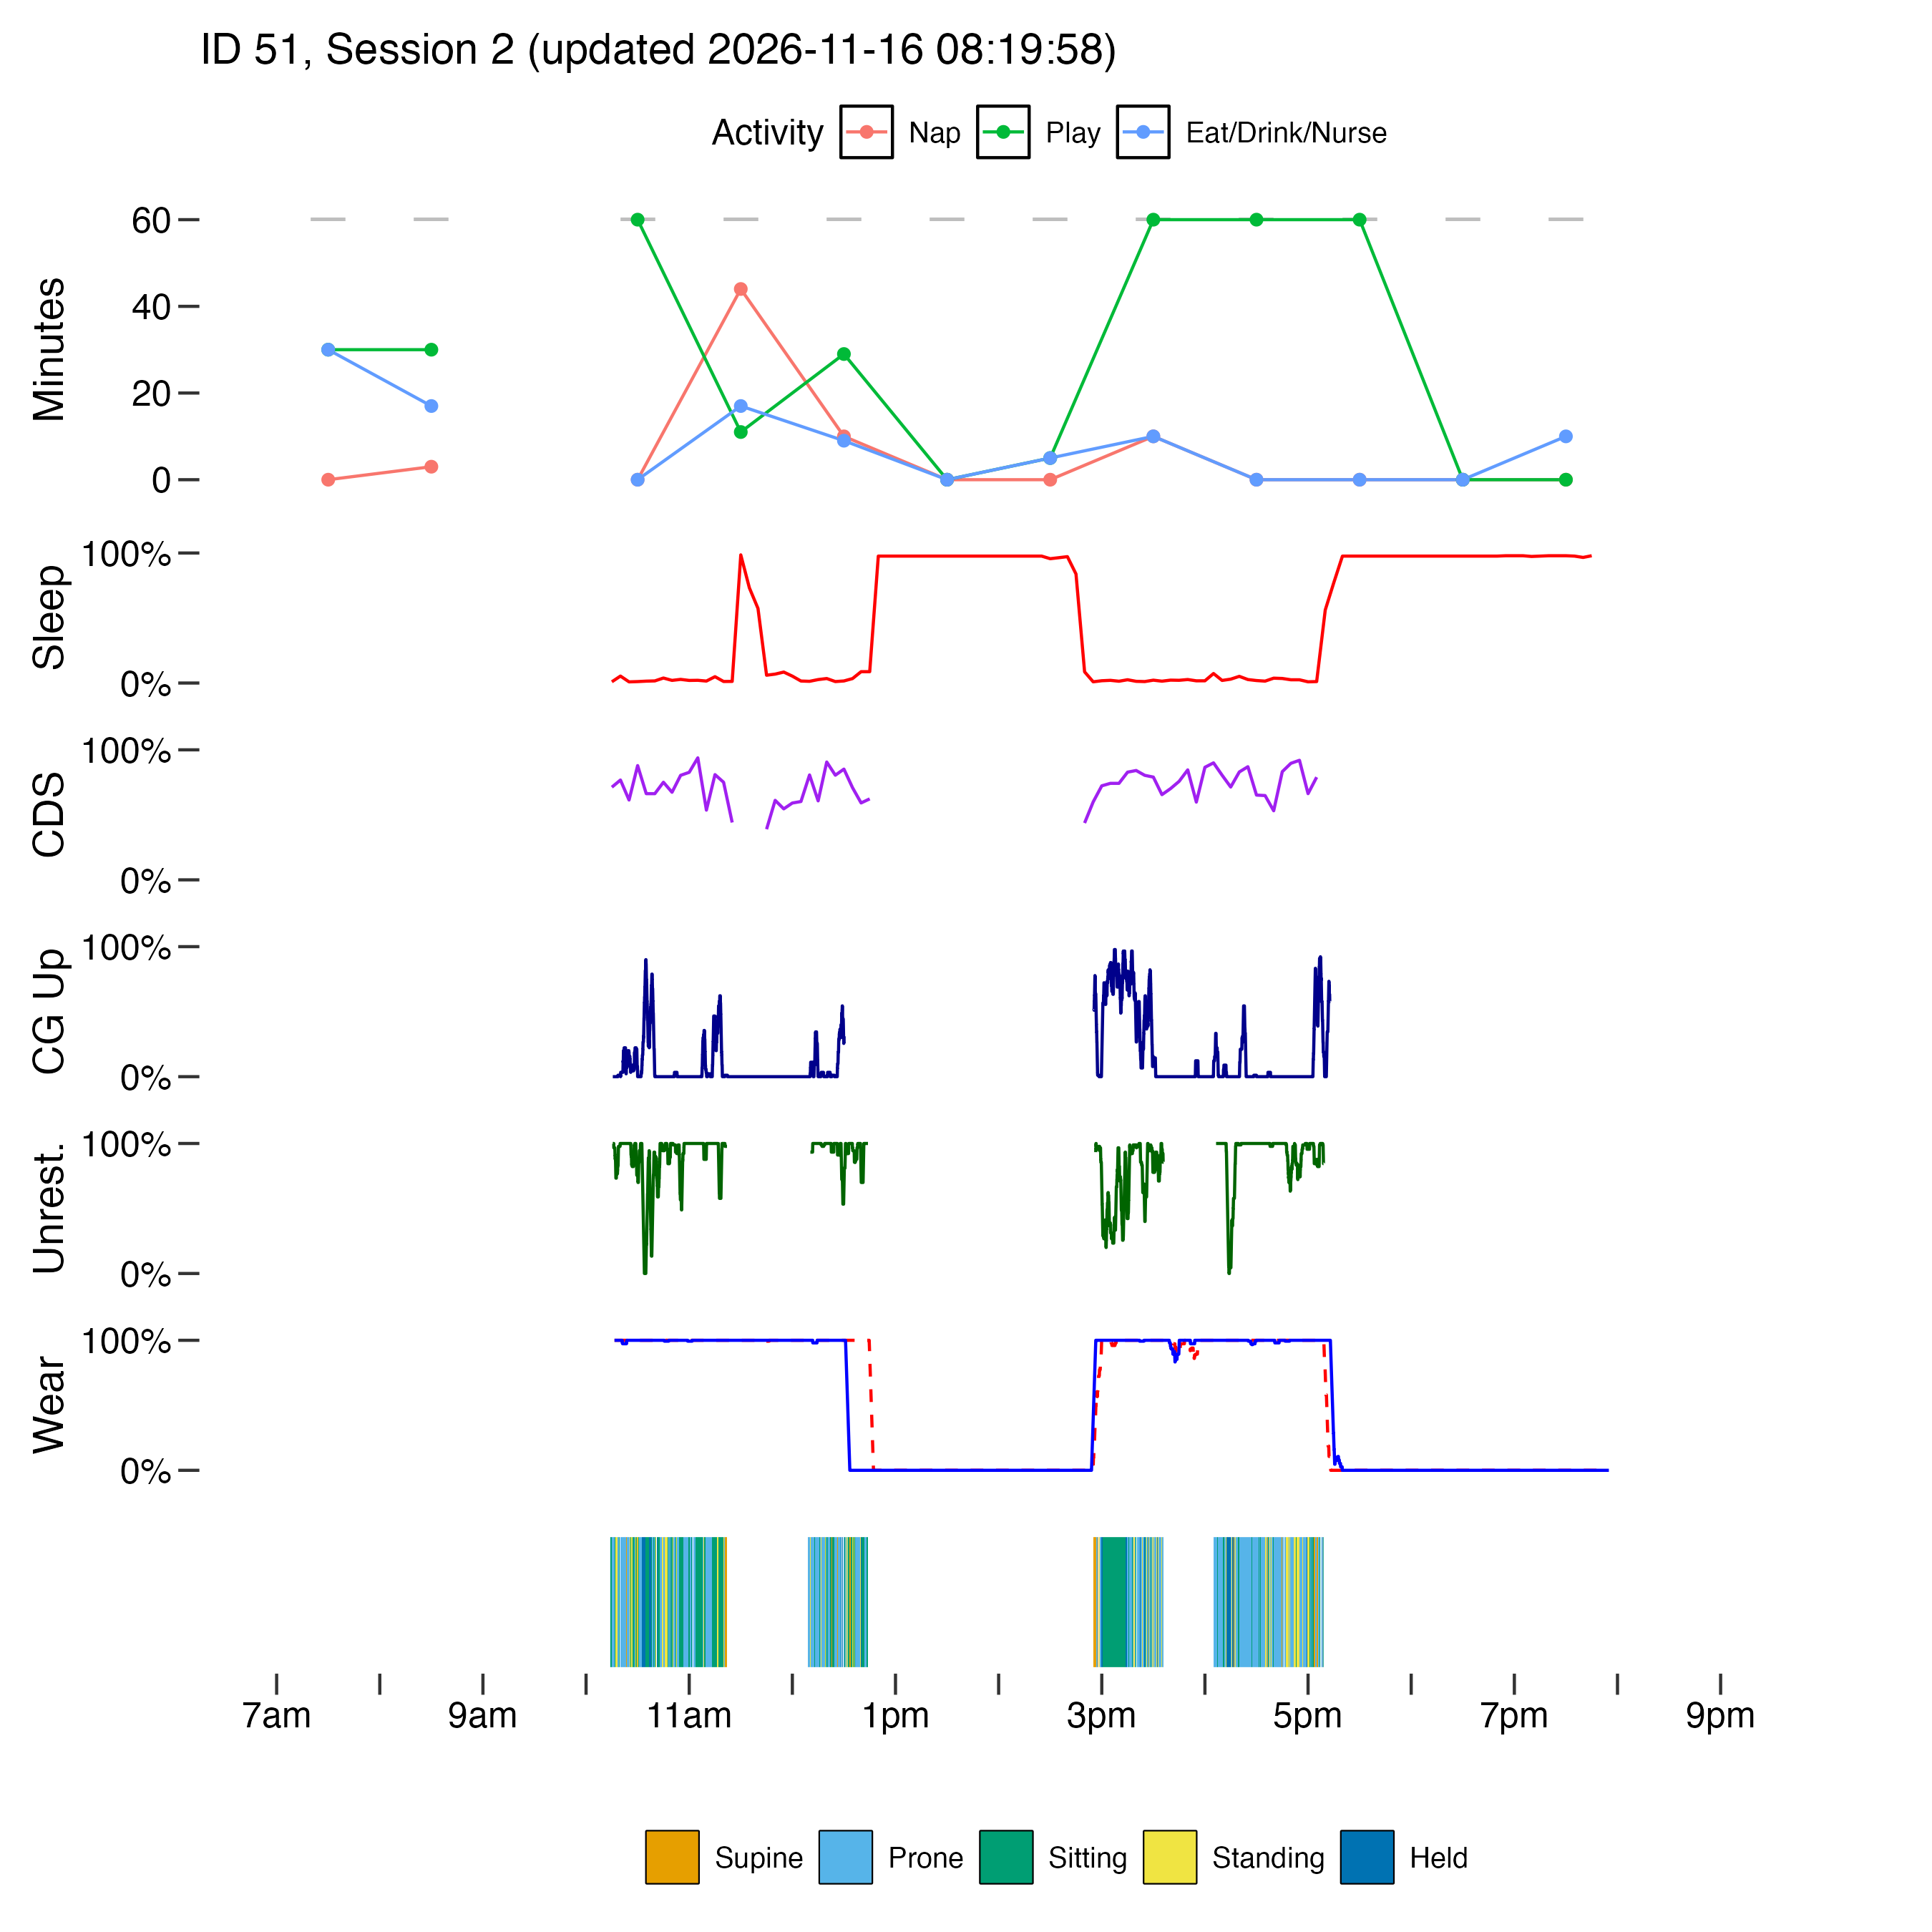 ID 51, Session 2 (updated 2026-11-16 08:19:58)
Activity Nap Play Eat/Drink/Nurse
Minutes
60
40
20
0
Sleep
100%
0%
CDS
100%
0%
CG Up
100%
0%
Unrest.
100%
0%
Wear
100%
0%
7am 9am 11am 1pm 3pm 5pm 7pm 9pm
Supine Prone Sitting Standing Held